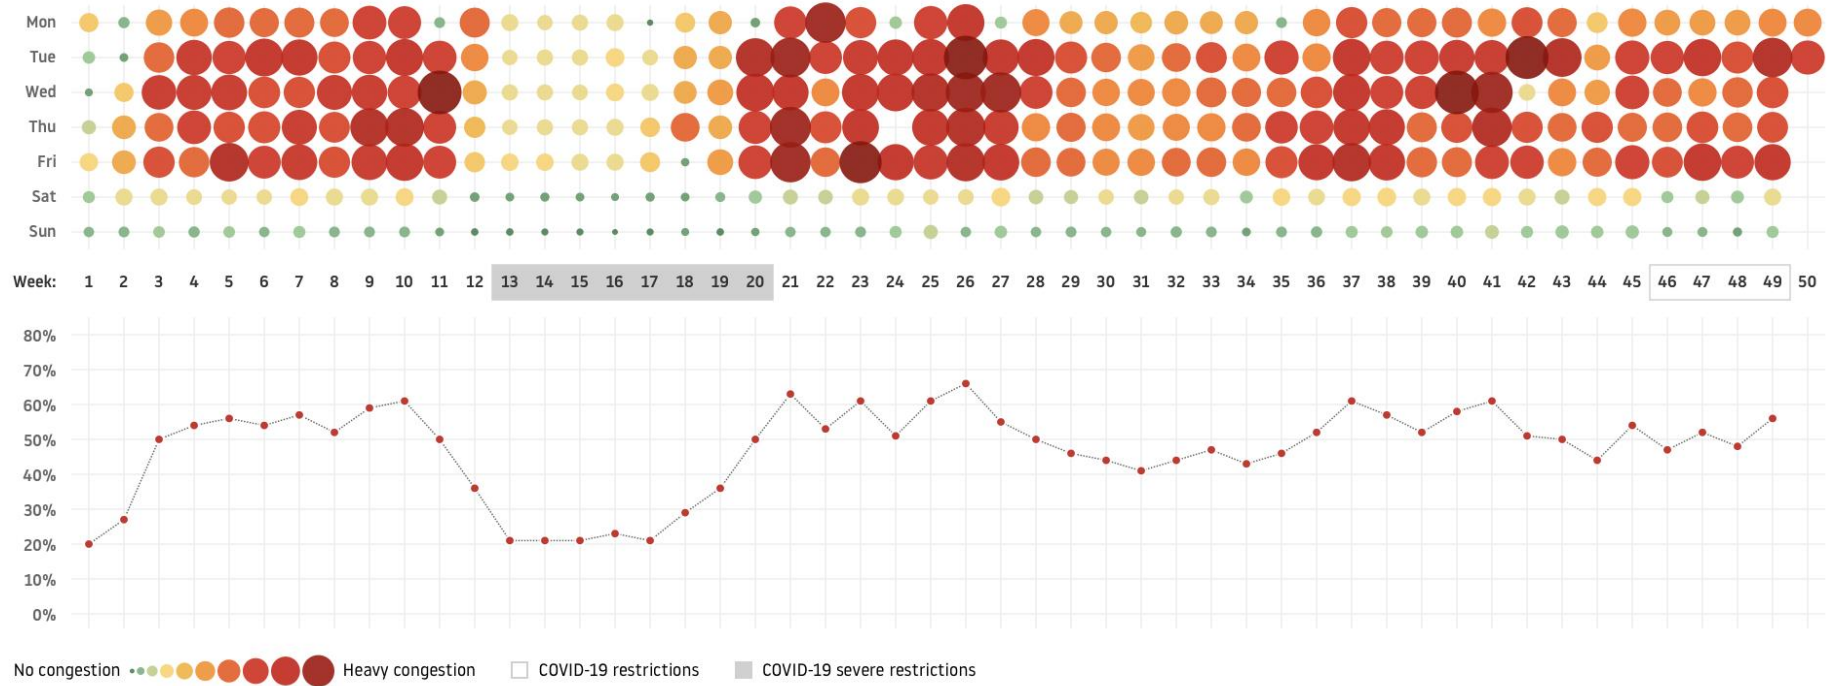 Mon
Tue
Wed
Thu
Fri
Sat
Sun
Week: 1 2 3 4 5 6 7 8 9 10 11 12 13 14 15 16 17 18 19 20 21 22 23 24 25 26 27 28 29 30 31 32 33 34 35 36 37 38 39 40 41 42 43 44 45 46 47 48 49 50
80%
70%
60%
50%
40%
30%
20%
10%
0%
No congestion Heavy congestion COVID-19 restrictions COVID-19 severe restrictions